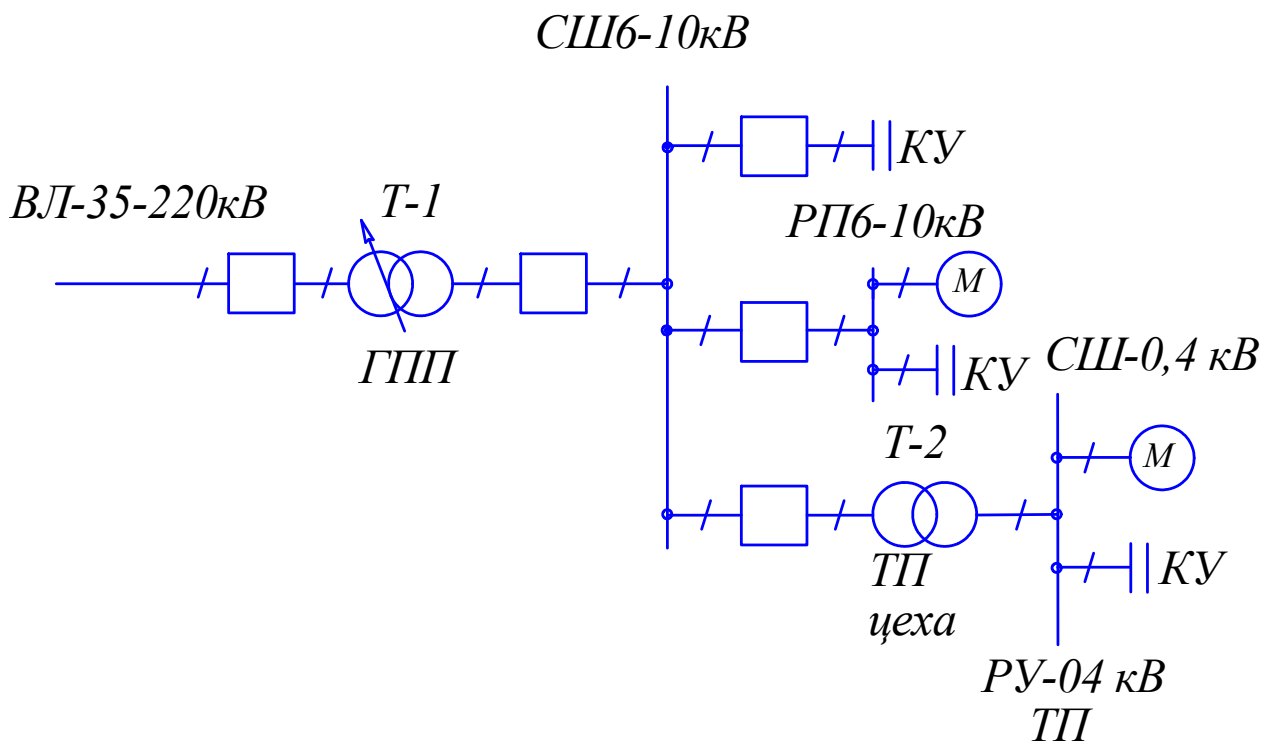 СШ6-10кВ
КУ
ВЛ-35-220кВ
Т-1
РП6-10кВ
М
ГПП
КУ
СШ-0,4 кВ
Т-2
М
ТП
цеха
КУ
РУ-04 кВ
ТП